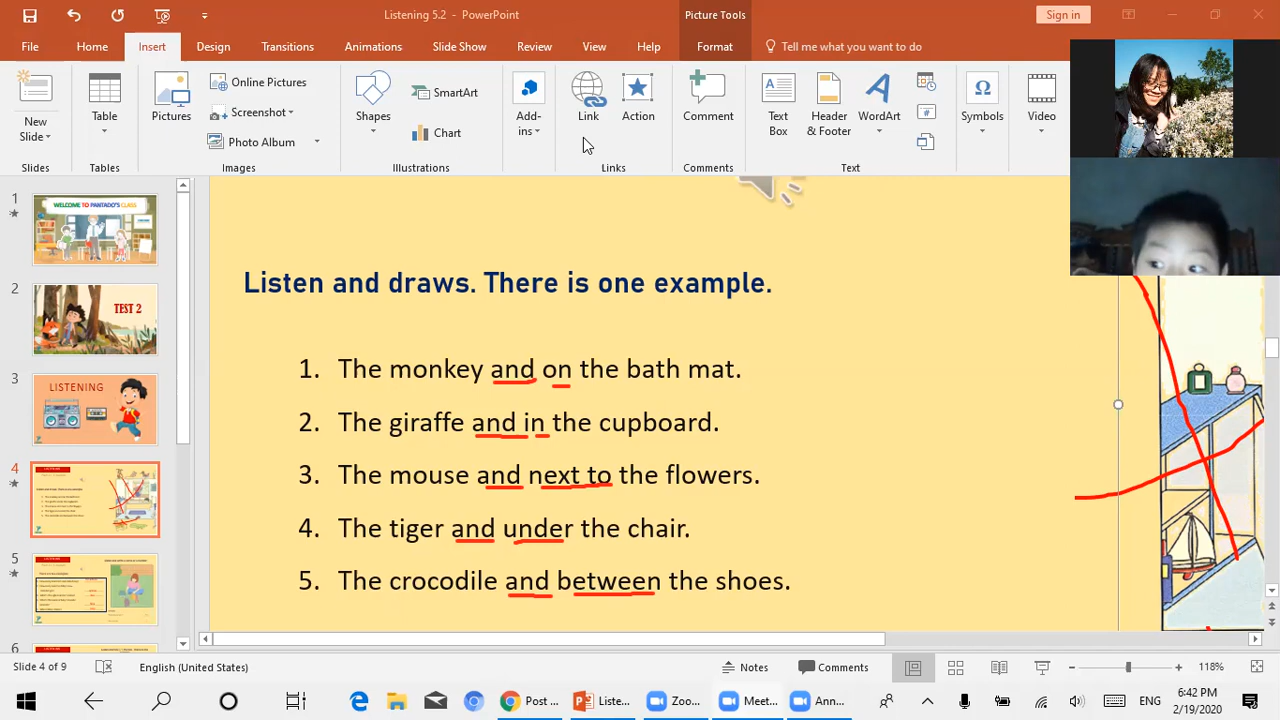 Listening 5.2 - PowerPoint
Picture Tools
Sign in
File Home Insert Design Transitions Animations Slide Show Review View Help Format Tell me what you want to do
New Slide
Slides
Table
Tables
Pictures
Online Pictures
Screenshot
Photo Album
Images
Shapes
SmartArt
Chart
Illustrations
Add-ins
Link
Action
Links
Comment
Comments
Text Box
Header & Footer
WordArt
Text
Symbols
Video
1
WELCOME TO PANTADO'S CLASS
2
TEST 2
3
LISTENING
4
5
6
Listen and draws. There is one example.
1. The monkey and on the bath mat.
2. The giraffe and in the cupboard.
3. The mouse and next to the flowers.
4. The tiger and under the chair.
5. The crocodile and between the shoes.
Slide 4 of 9 English (United States) Notes Comments 118%
Post ... Liste... Zoo... Meet... Ann... ENG
6:42 PM
2/19/2020